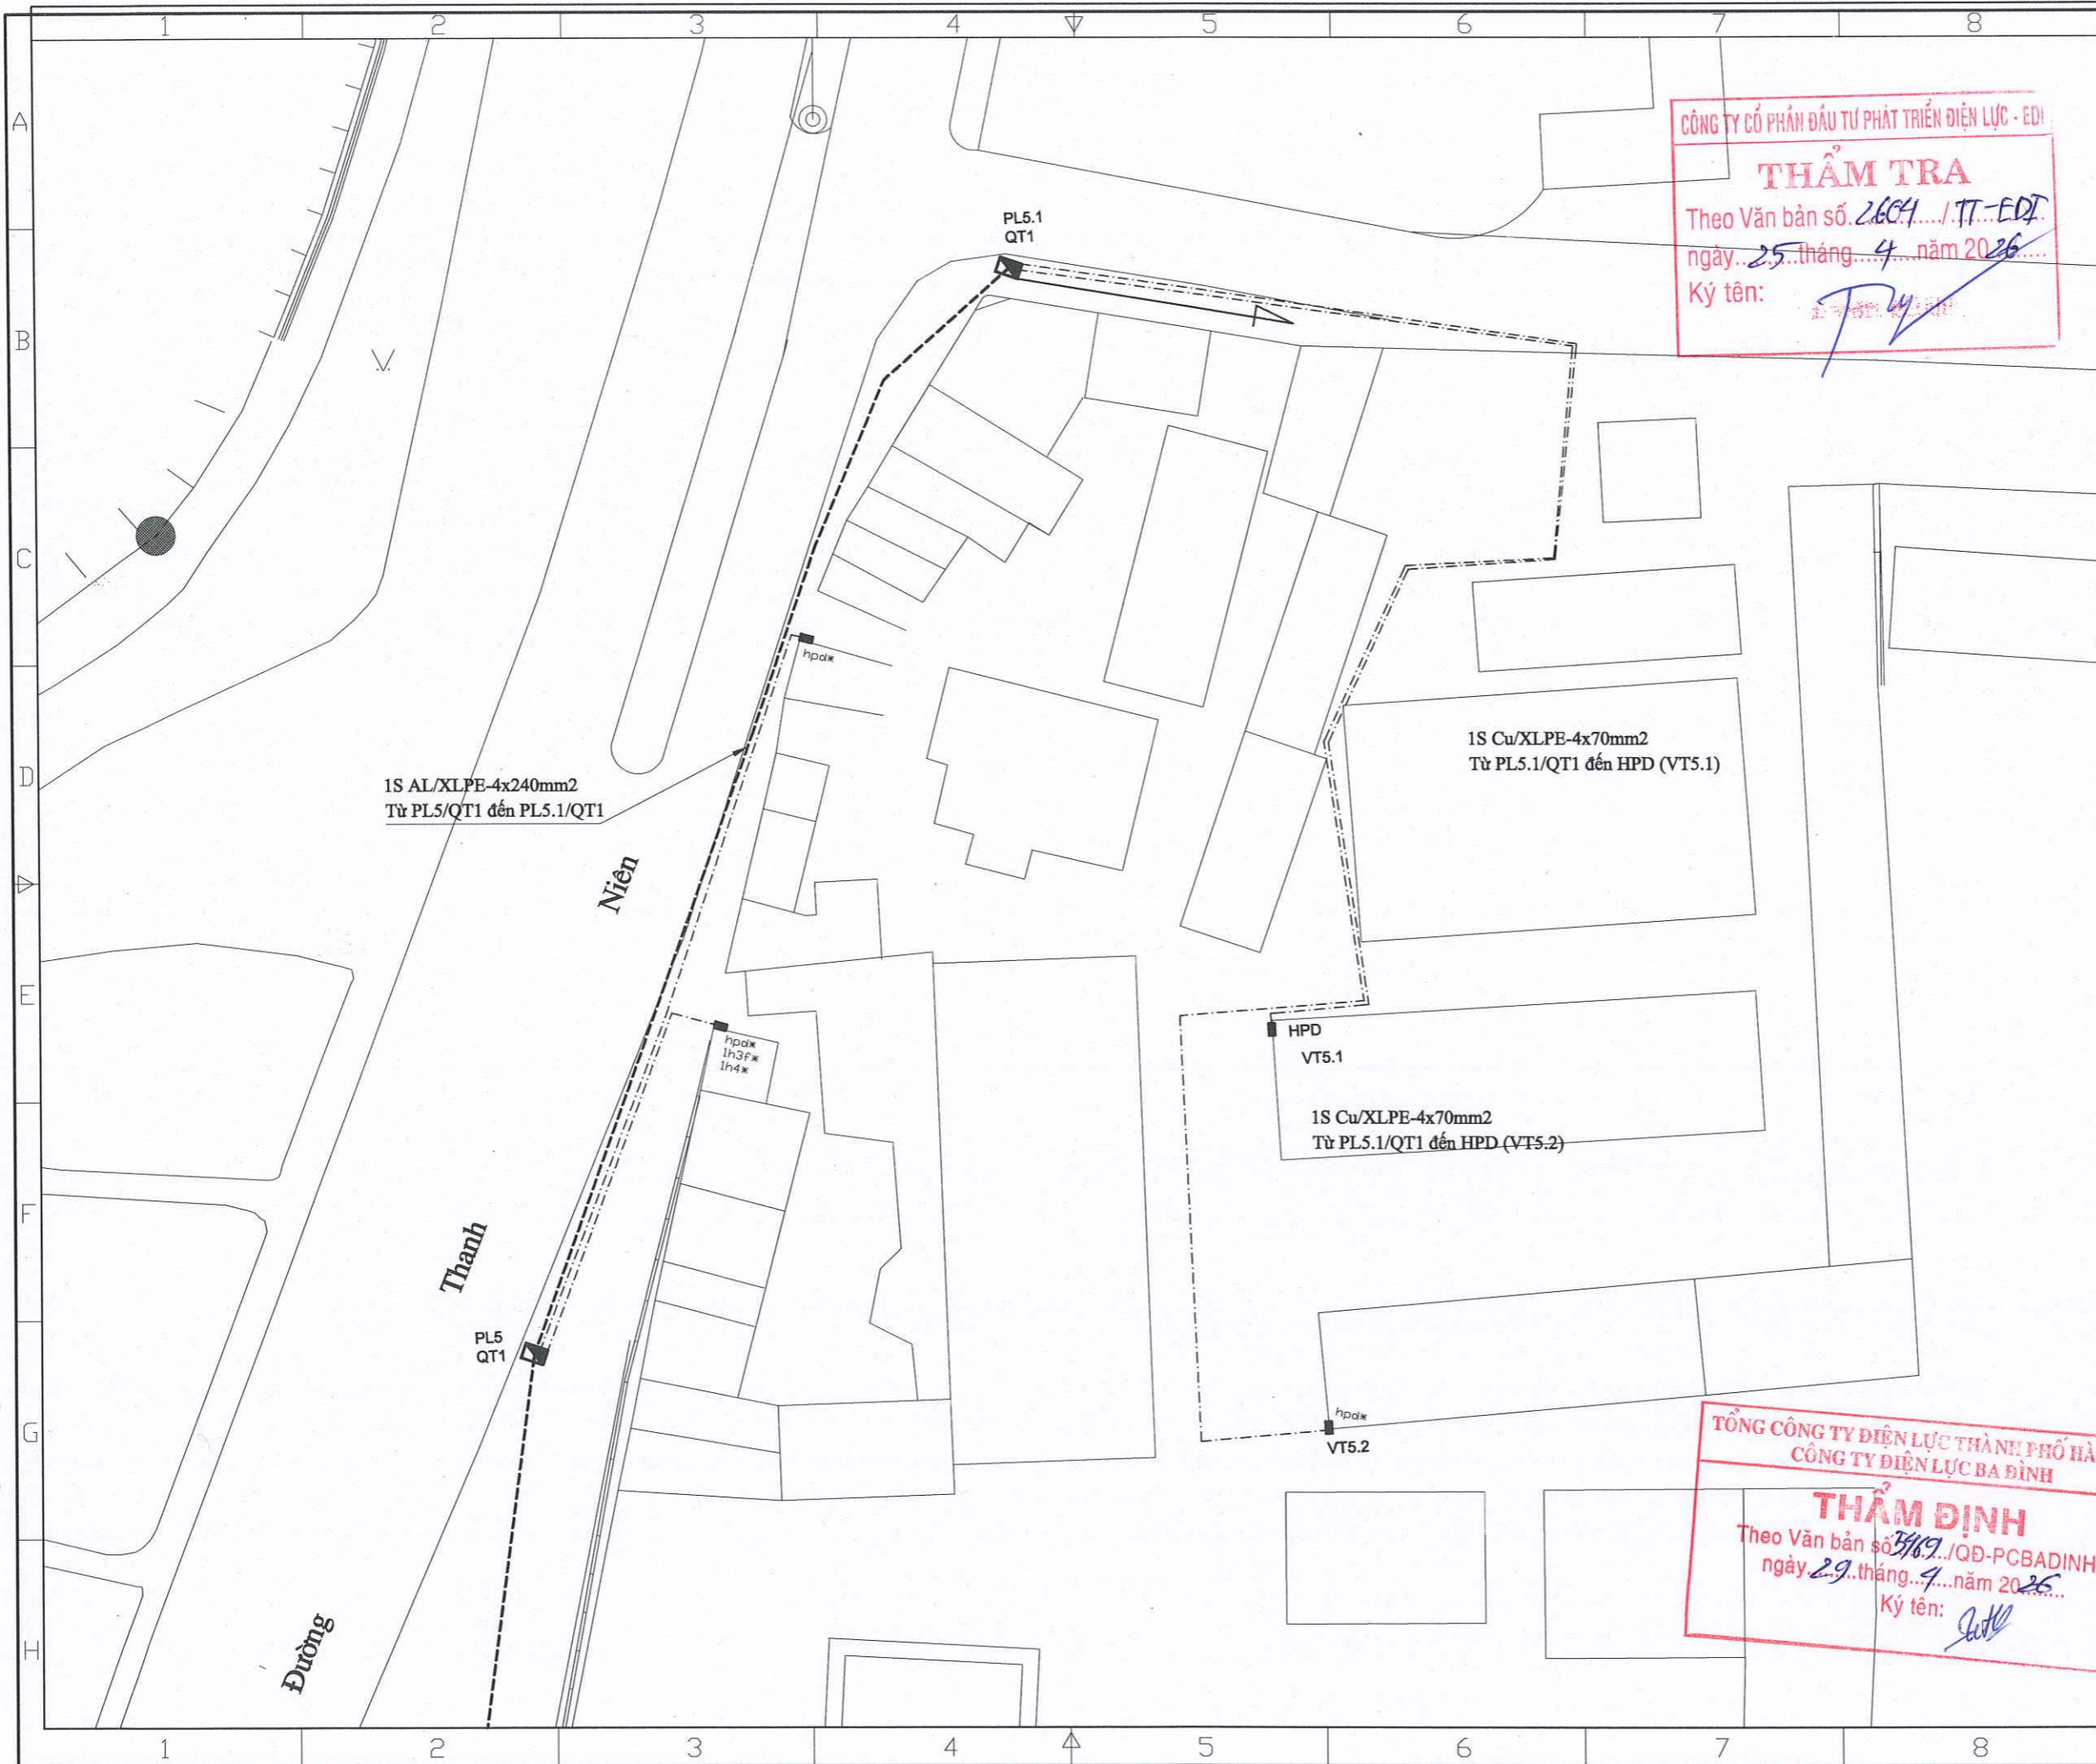 1 2 3 4 5 6 7 8
A
B
C
D
E
F
G
H
CÔNG TY CỔ PHẦN ĐẦU TƯ PHÁT TRIỂN ĐIỆN LỰC - EDI
THẨM TRA
Theo Văn bản số 2604 / TT-EDI
ngày 25 tháng 4 năm 2026
Ký tên:
PL5.1
QT1
hpd*
1S AL/XLPE-4x240mm2
Từ PL5/QT1 đến PL5.1/QT1
1S Cu/XLPE-4x70mm2
Từ PL5.1/QT1 đến HPD (VT5.1)
Niên
hpd*
1h3f*
1h4*
HPD
VT5.1
1S Cu/XLPE-4x70mm2
Từ PL5.1/QT1 đến HPD (VT5.2)
Thanh
PL5
QT1
hpd*
VT5.2
TỔNG CÔNG TY ĐIỆN LỰC THÀNH PHỐ HÀ
CÔNG TY ĐIỆN LỰC BA ĐÌNH
THẨM ĐỊNH
Theo Văn bản số /QĐ-PCBADINH
ngày 29 tháng 4 năm 2026
Ký tên:
Đường
1 2 3 4 5 6 7 8